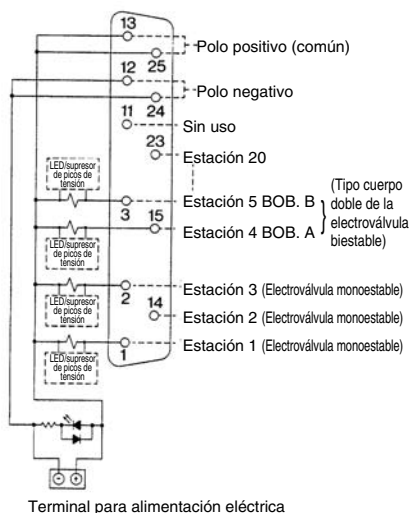 13
Polo positivo (común)
12 25
Polo negativo
11 24
Sin uso
23
Estación 20
LED/supresor
de picos de
tensión
Estación 5 BOB. B
3 15
Estación 4 BOB. A
(Tipo cuerpo
doble de la
electroválvula
biestable)
LED/supresor
de picos de
tensión
Estación 3 (Electroválvula monoestable)
2 14
Estación 2 (Electroválvula monoestable)
LED/supresor
de picos de
tensión
Estación 1 (Electroválvula monoestable)
1
LED/supresor
de picos de
tensión
- +
Terminal para alimentación eléctrica